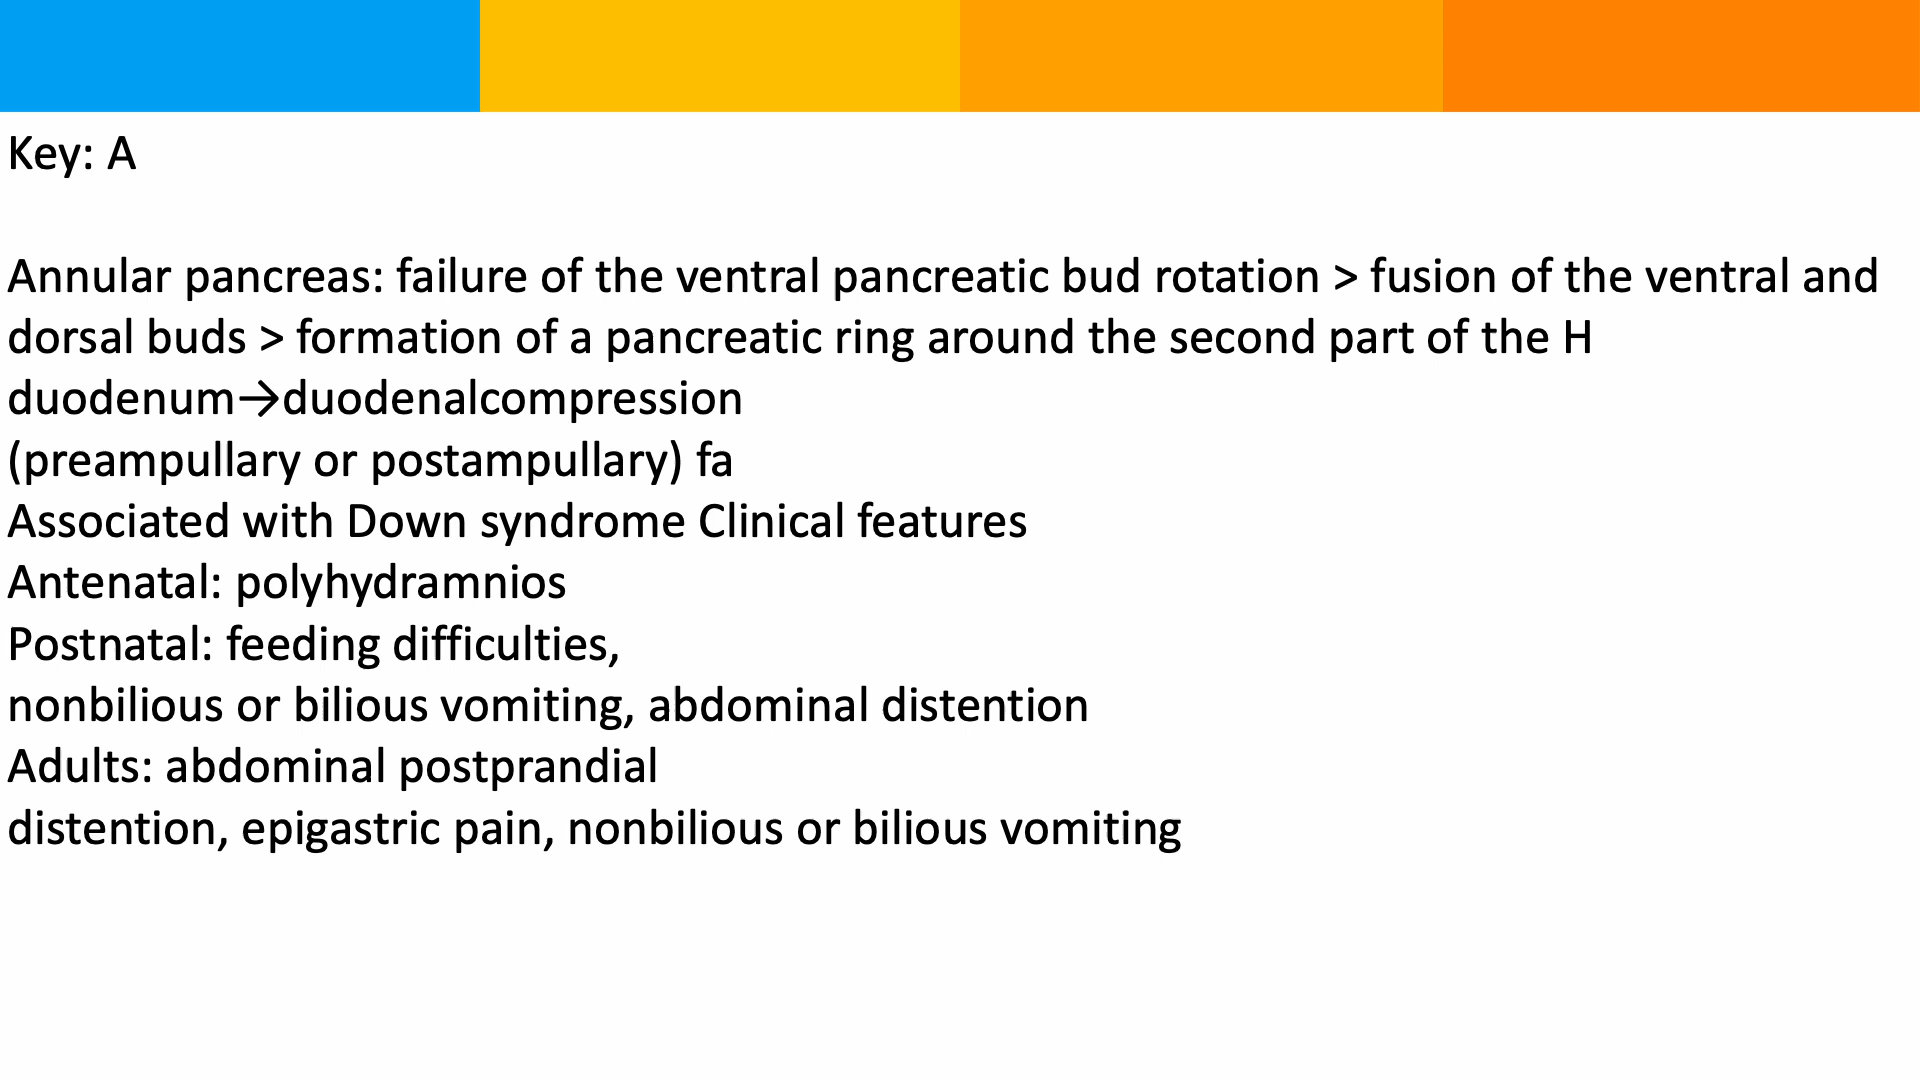 Key: A
Annular pancreas: failure of the ventral pancreatic bud rotation > fusion of the ventral and
dorsal buds > formation of a pancreatic ring around the second part of the H
duodenum→duodenalcompression
(preampullary or postampullary) fa
Associated with Down syndrome Clinical features
Antenatal: polyhydramnios
Postnatal: feeding difficulties,
nonbilious or bilious vomiting, abdominal distention
Adults: abdominal postprandial
distention, epigastric pain, nonbilious or bilious vomiting